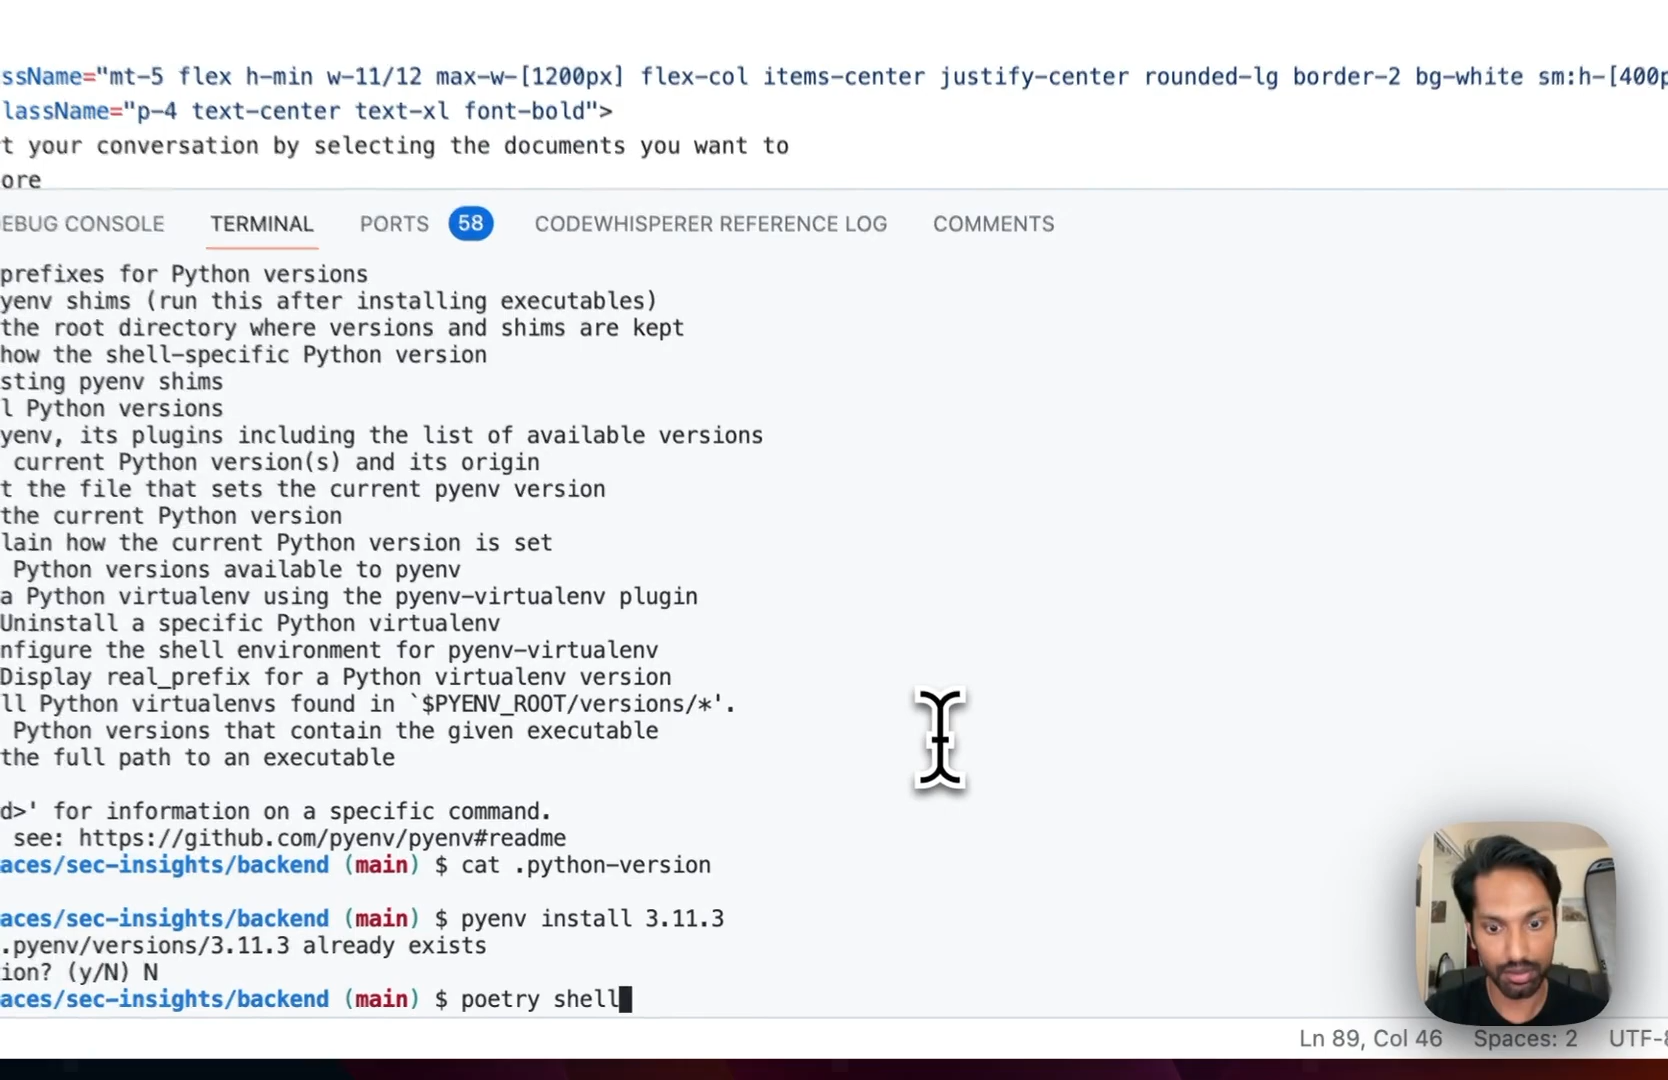 ssName="mt-5 flex h-min w-11/12 max-w-[1200px] flex-col items-center justify-center rounded-lg border-2 bg-white sm:h-[400p
lassName="p-4 text-center text-xl font-bold">
t your conversation by selecting the documents you want to
ore
EBUG CONSOLE TERMINAL PORTS 58 CODEWHISPERER REFERENCE LOG COMMENTS
prefixes for Python versions
yenv shims (run this after installing executables)
the root directory where versions and shims are kept
how the shell-specific Python version
sting pyenv shims
l Python versions
yenv, its plugins including the list of available versions
current Python version(s) and its origin
t the file that sets the current pyenv version
the current Python version
lain how the current Python version is set
Python versions available to pyenv
a Python virtualenv using the pyenv-virtualenv plugin
Uninstall a specific Python virtualenv
nfigure the shell environment for pyenv-virtualenv
Display real_prefix for a Python virtualenv version
ll Python virtualenvs found in `$PYENV_ROOT/versions/*'.
Python versions that contain the given executable
the full path to an executable
d>' for information on a specific command.
see: https://github.com/pyenv/pyenv#readme
aces/sec-insights/backend (main) $ cat .python-version
aces/sec-insights/backend (main) $ pyenv install 3.11.3
.pyenv/versions/3.11.3 already exists
ion? (y/N) N
aces/sec-insights/backend (main) $ poetry shell
Ln 89, Col 46 Spaces: 2 UTF-8